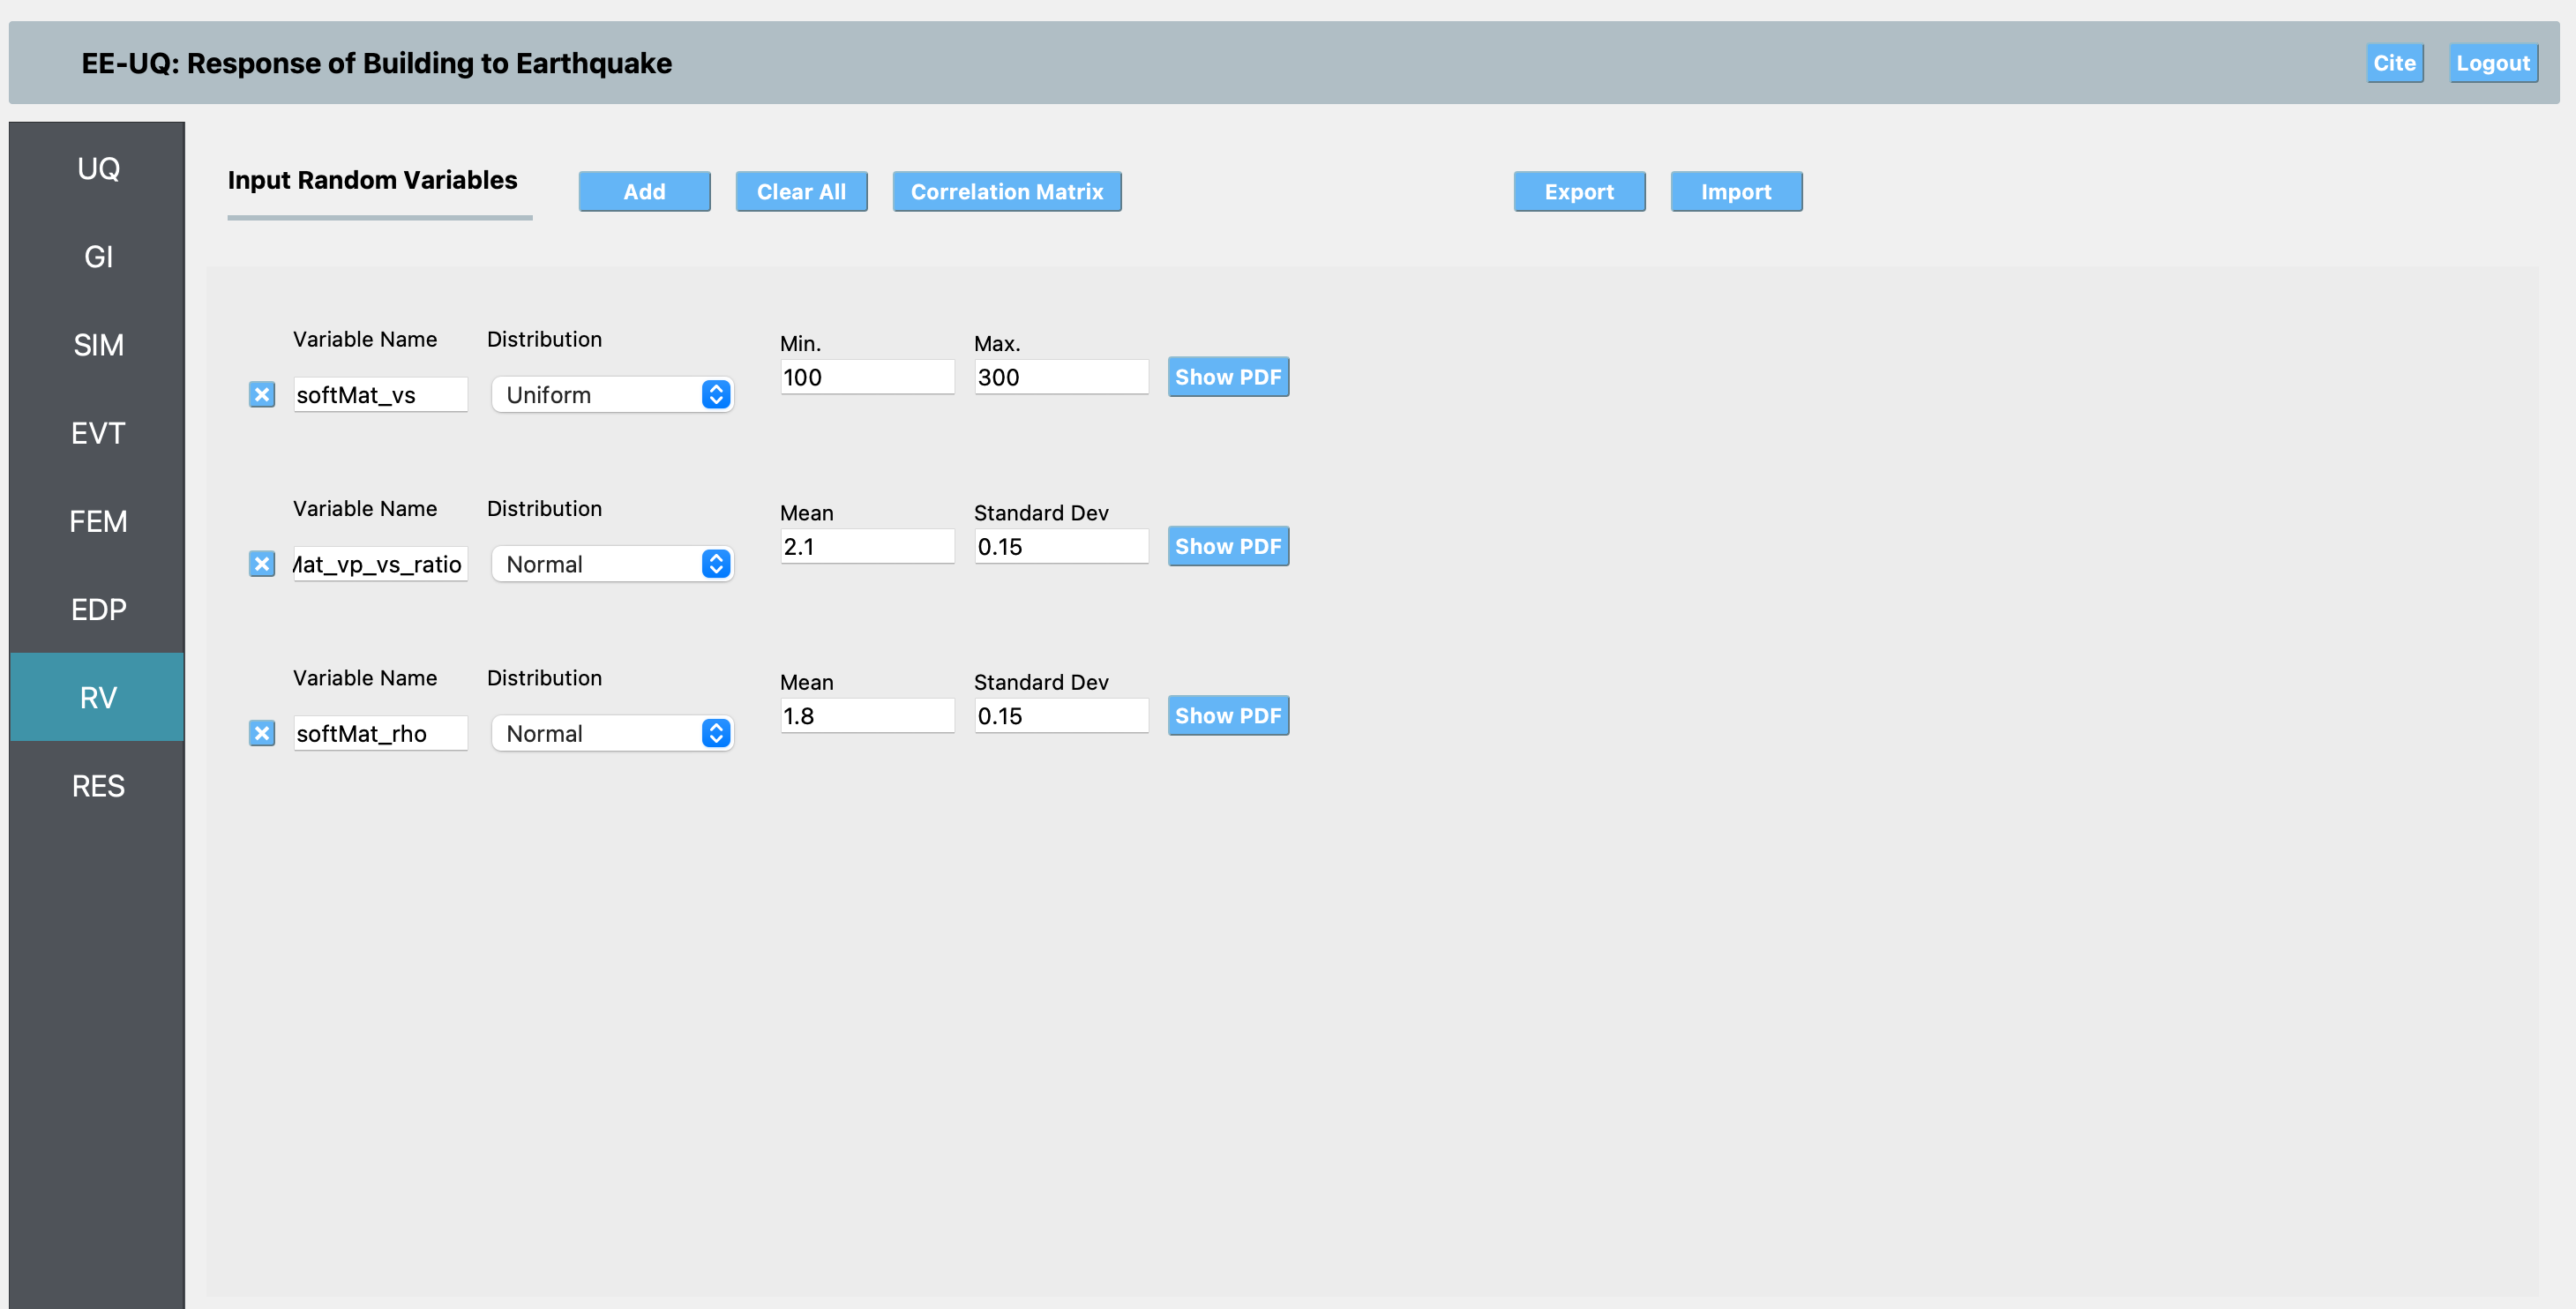 EE-UQ: Response of Building to Earthquake
Cite
Logout
UQ
GI
SIM
EVT
FEM
EDP
RV
RES
Input Random Variables
Add
Clear All
Correlation Matrix
Export
Import
Variable Name
Distribution
Min.
Max.
softMat_vs
Uniform
100
300
Show PDF
Variable Name
Distribution
Mean
Standard Dev
Mat_vp_vs_ratio
Normal
2.1
0.15
Show PDF
Variable Name
Distribution
Mean
Standard Dev
softMat_rho
Normal
1.8
0.15
Show PDF